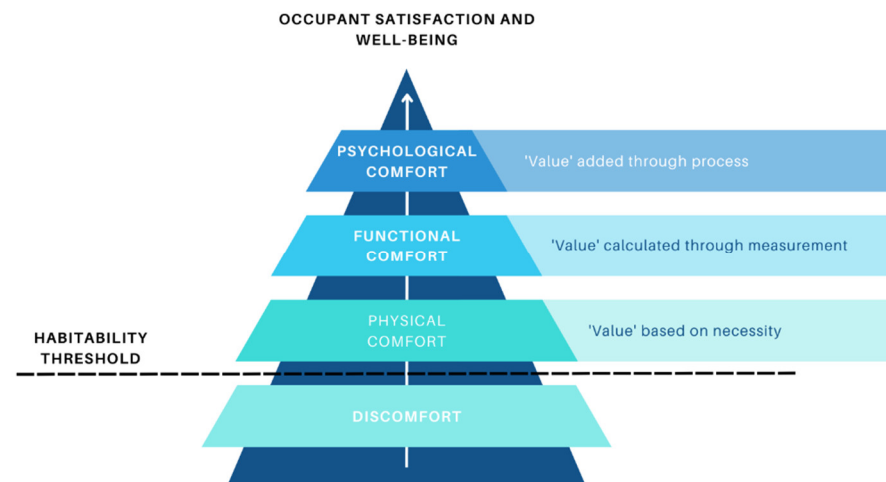 OCCUPANT SATISFACTION AND
WELL-BEING
PSYCHOLOGICAL
COMFORT
'Value' added through process
FUNCTIONAL
COMFORT
'Value' calculated through measurement
PHYSICAL
COMFORT
'Value' based on necessity
HABITABILITY
THRESHOLD
DISCOMFORT